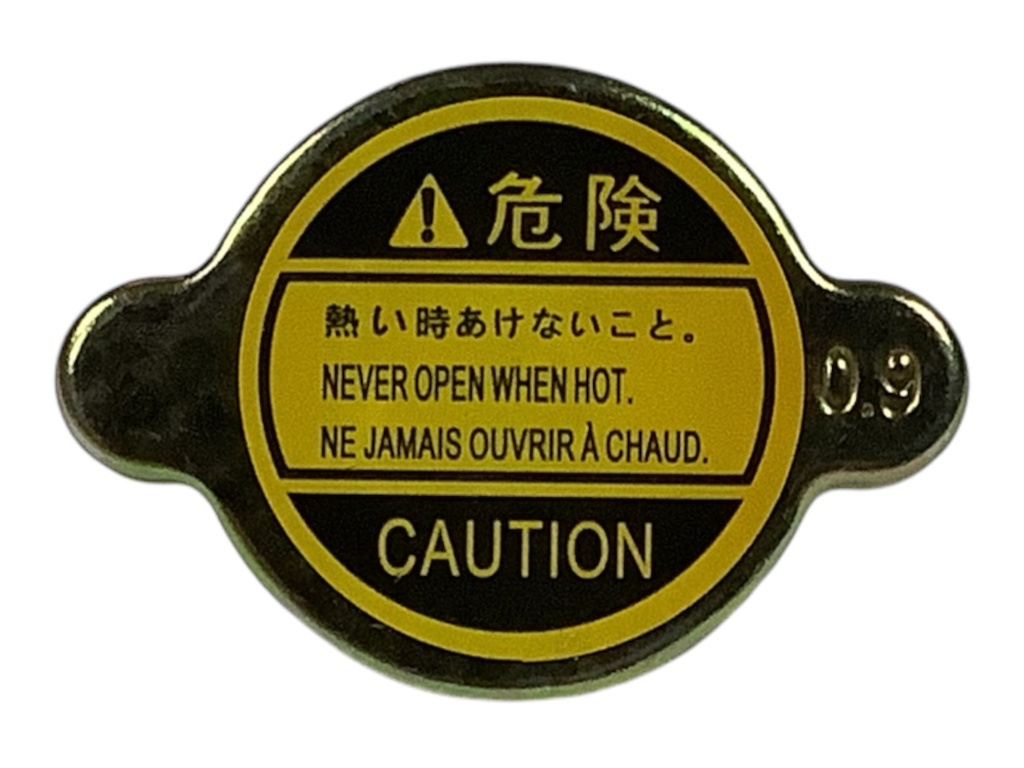 危険
熱い時あけないこと。
NEVER OPEN WHEN HOT.
NE JAMAIS OUVRIR À CHAUD.
0.9
CAUTION